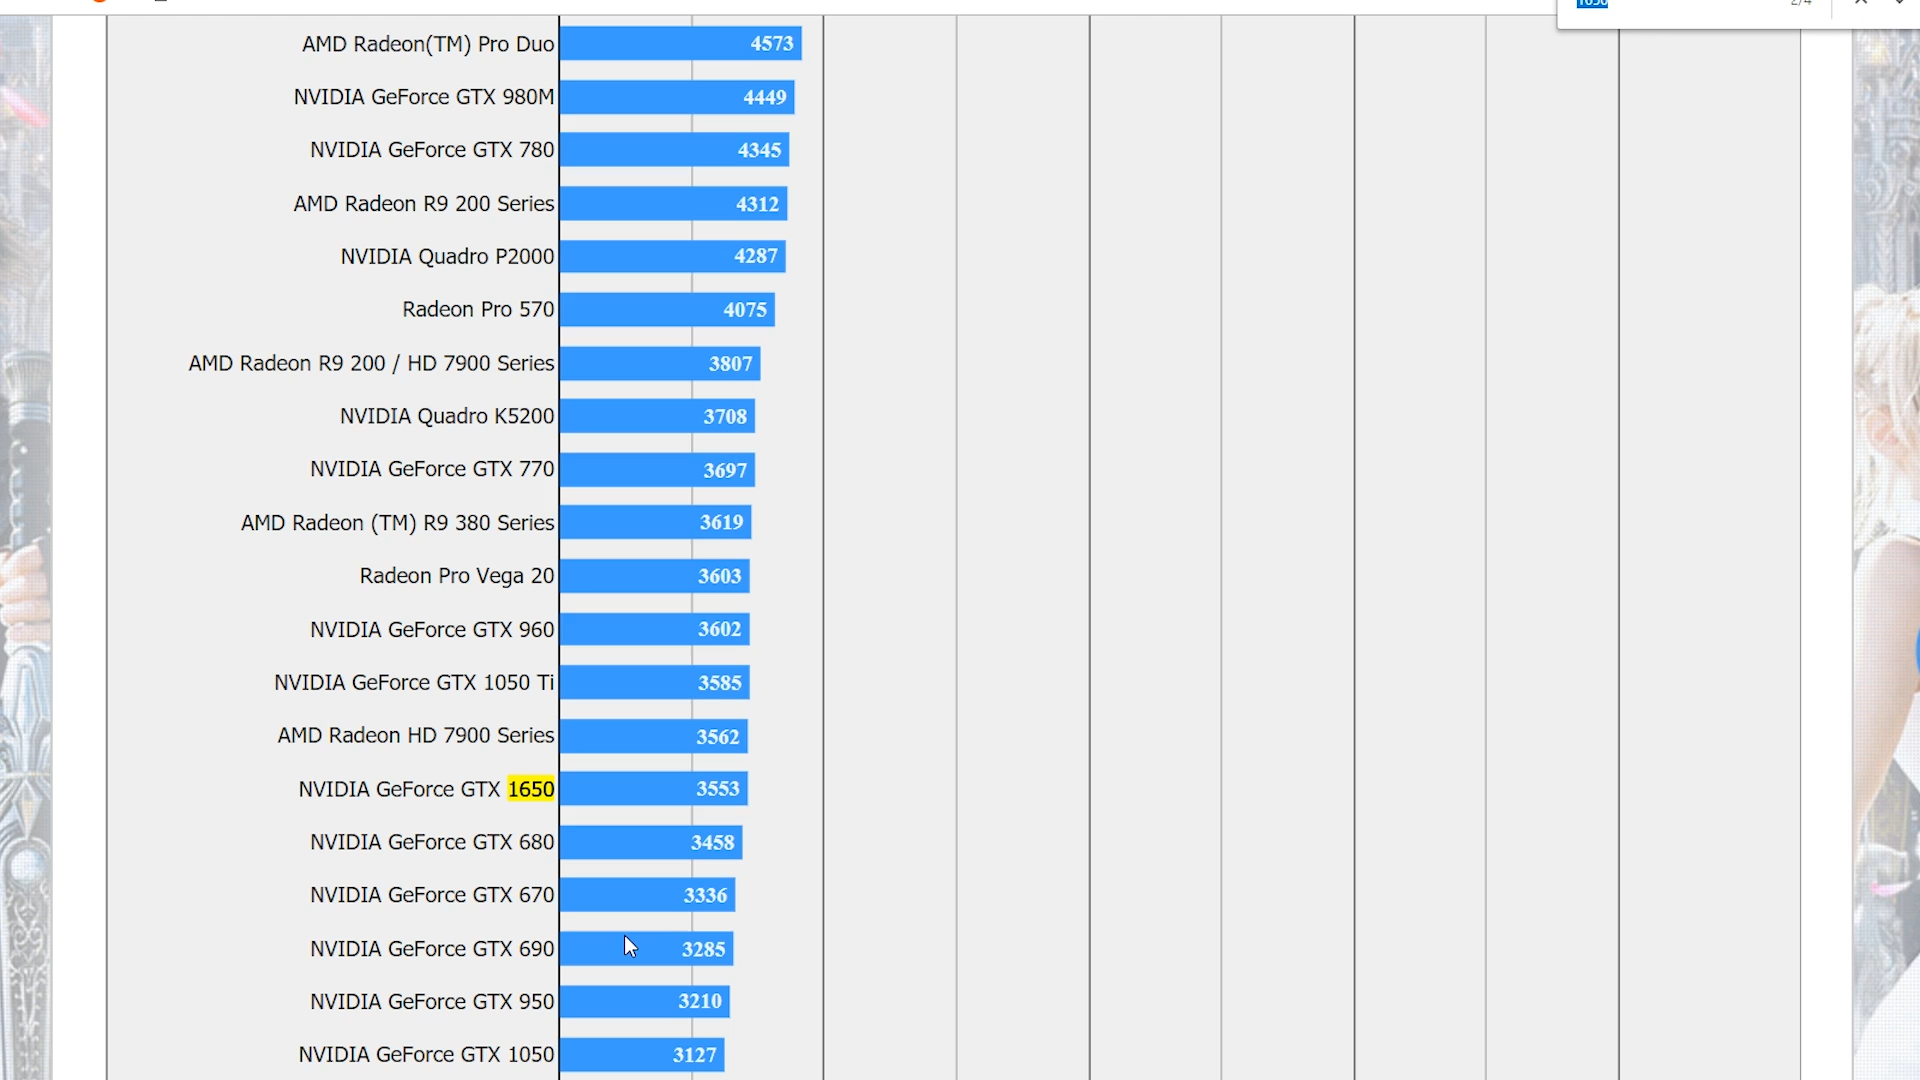 1650 2/4
AMD Radeon(TM) Pro Duo 4573
NVIDIA GeForce GTX 980M 4449
NVIDIA GeForce GTX 780 4345
AMD Radeon R9 200 Series 4312
NVIDIA Quadro P2000 4287
Radeon Pro 570 4075
AMD Radeon R9 200 / HD 7900 Series 3807
NVIDIA Quadro K5200 3708
NVIDIA GeForce GTX 770 3697
AMD Radeon (TM) R9 380 Series 3619
Radeon Pro Vega 20 3603
NVIDIA GeForce GTX 960 3602
NVIDIA GeForce GTX 1050 Ti 3585
AMD Radeon HD 7900 Series 3562
NVIDIA GeForce GTX 1650 3553
NVIDIA GeForce GTX 680 3458
NVIDIA GeForce GTX 670 3336
NVIDIA GeForce GTX 690 3285
NVIDIA GeForce GTX 950 3210
NVIDIA GeForce GTX 1050 3127